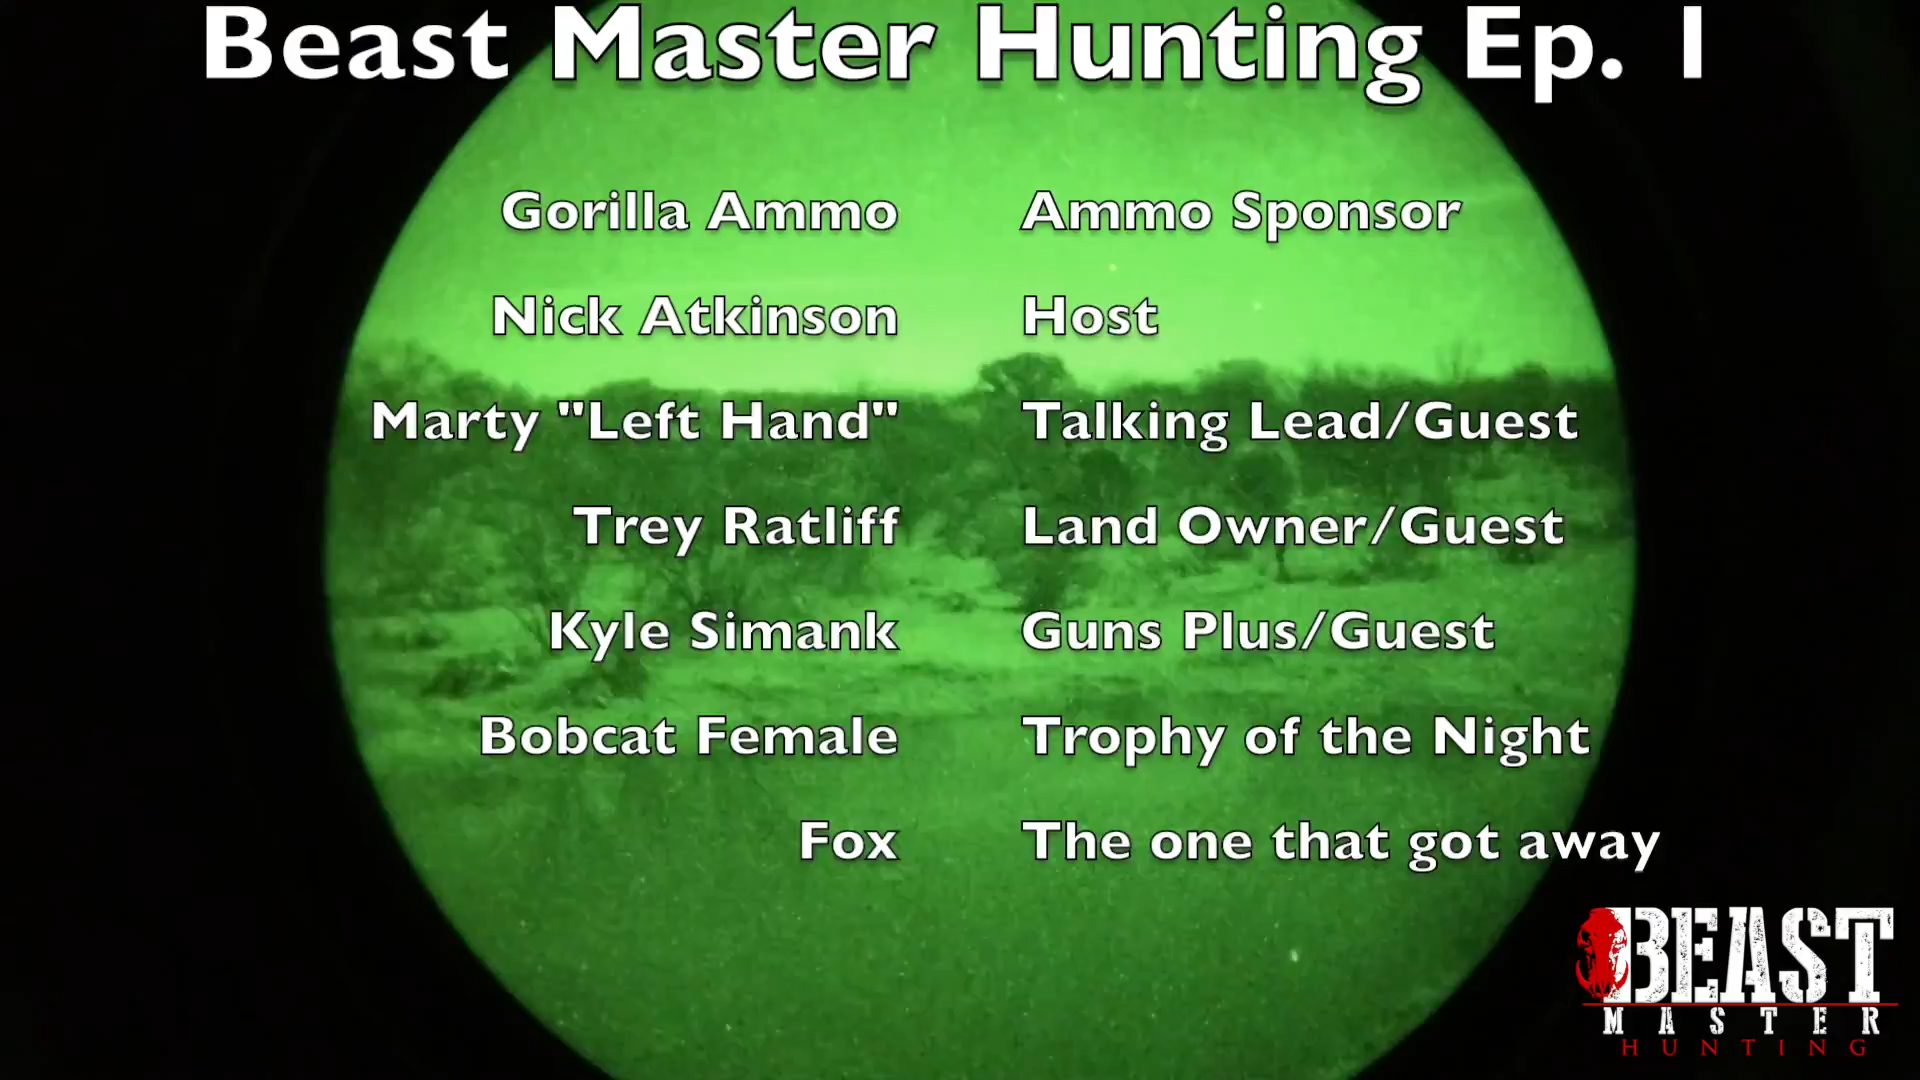 Beast Master Hunting Ep. 1
Gorilla Ammo Ammo Sponsor
Nick Atkinson Host
Marty "Left Hand" Talking Lead/Guest
Trey Ratliff Land Owner/Guest
Kyle Simank Guns Plus/Guest
Bobcat Female Trophy of the Night
Fox The one that got away
BEAST
MASTER
HUNTING